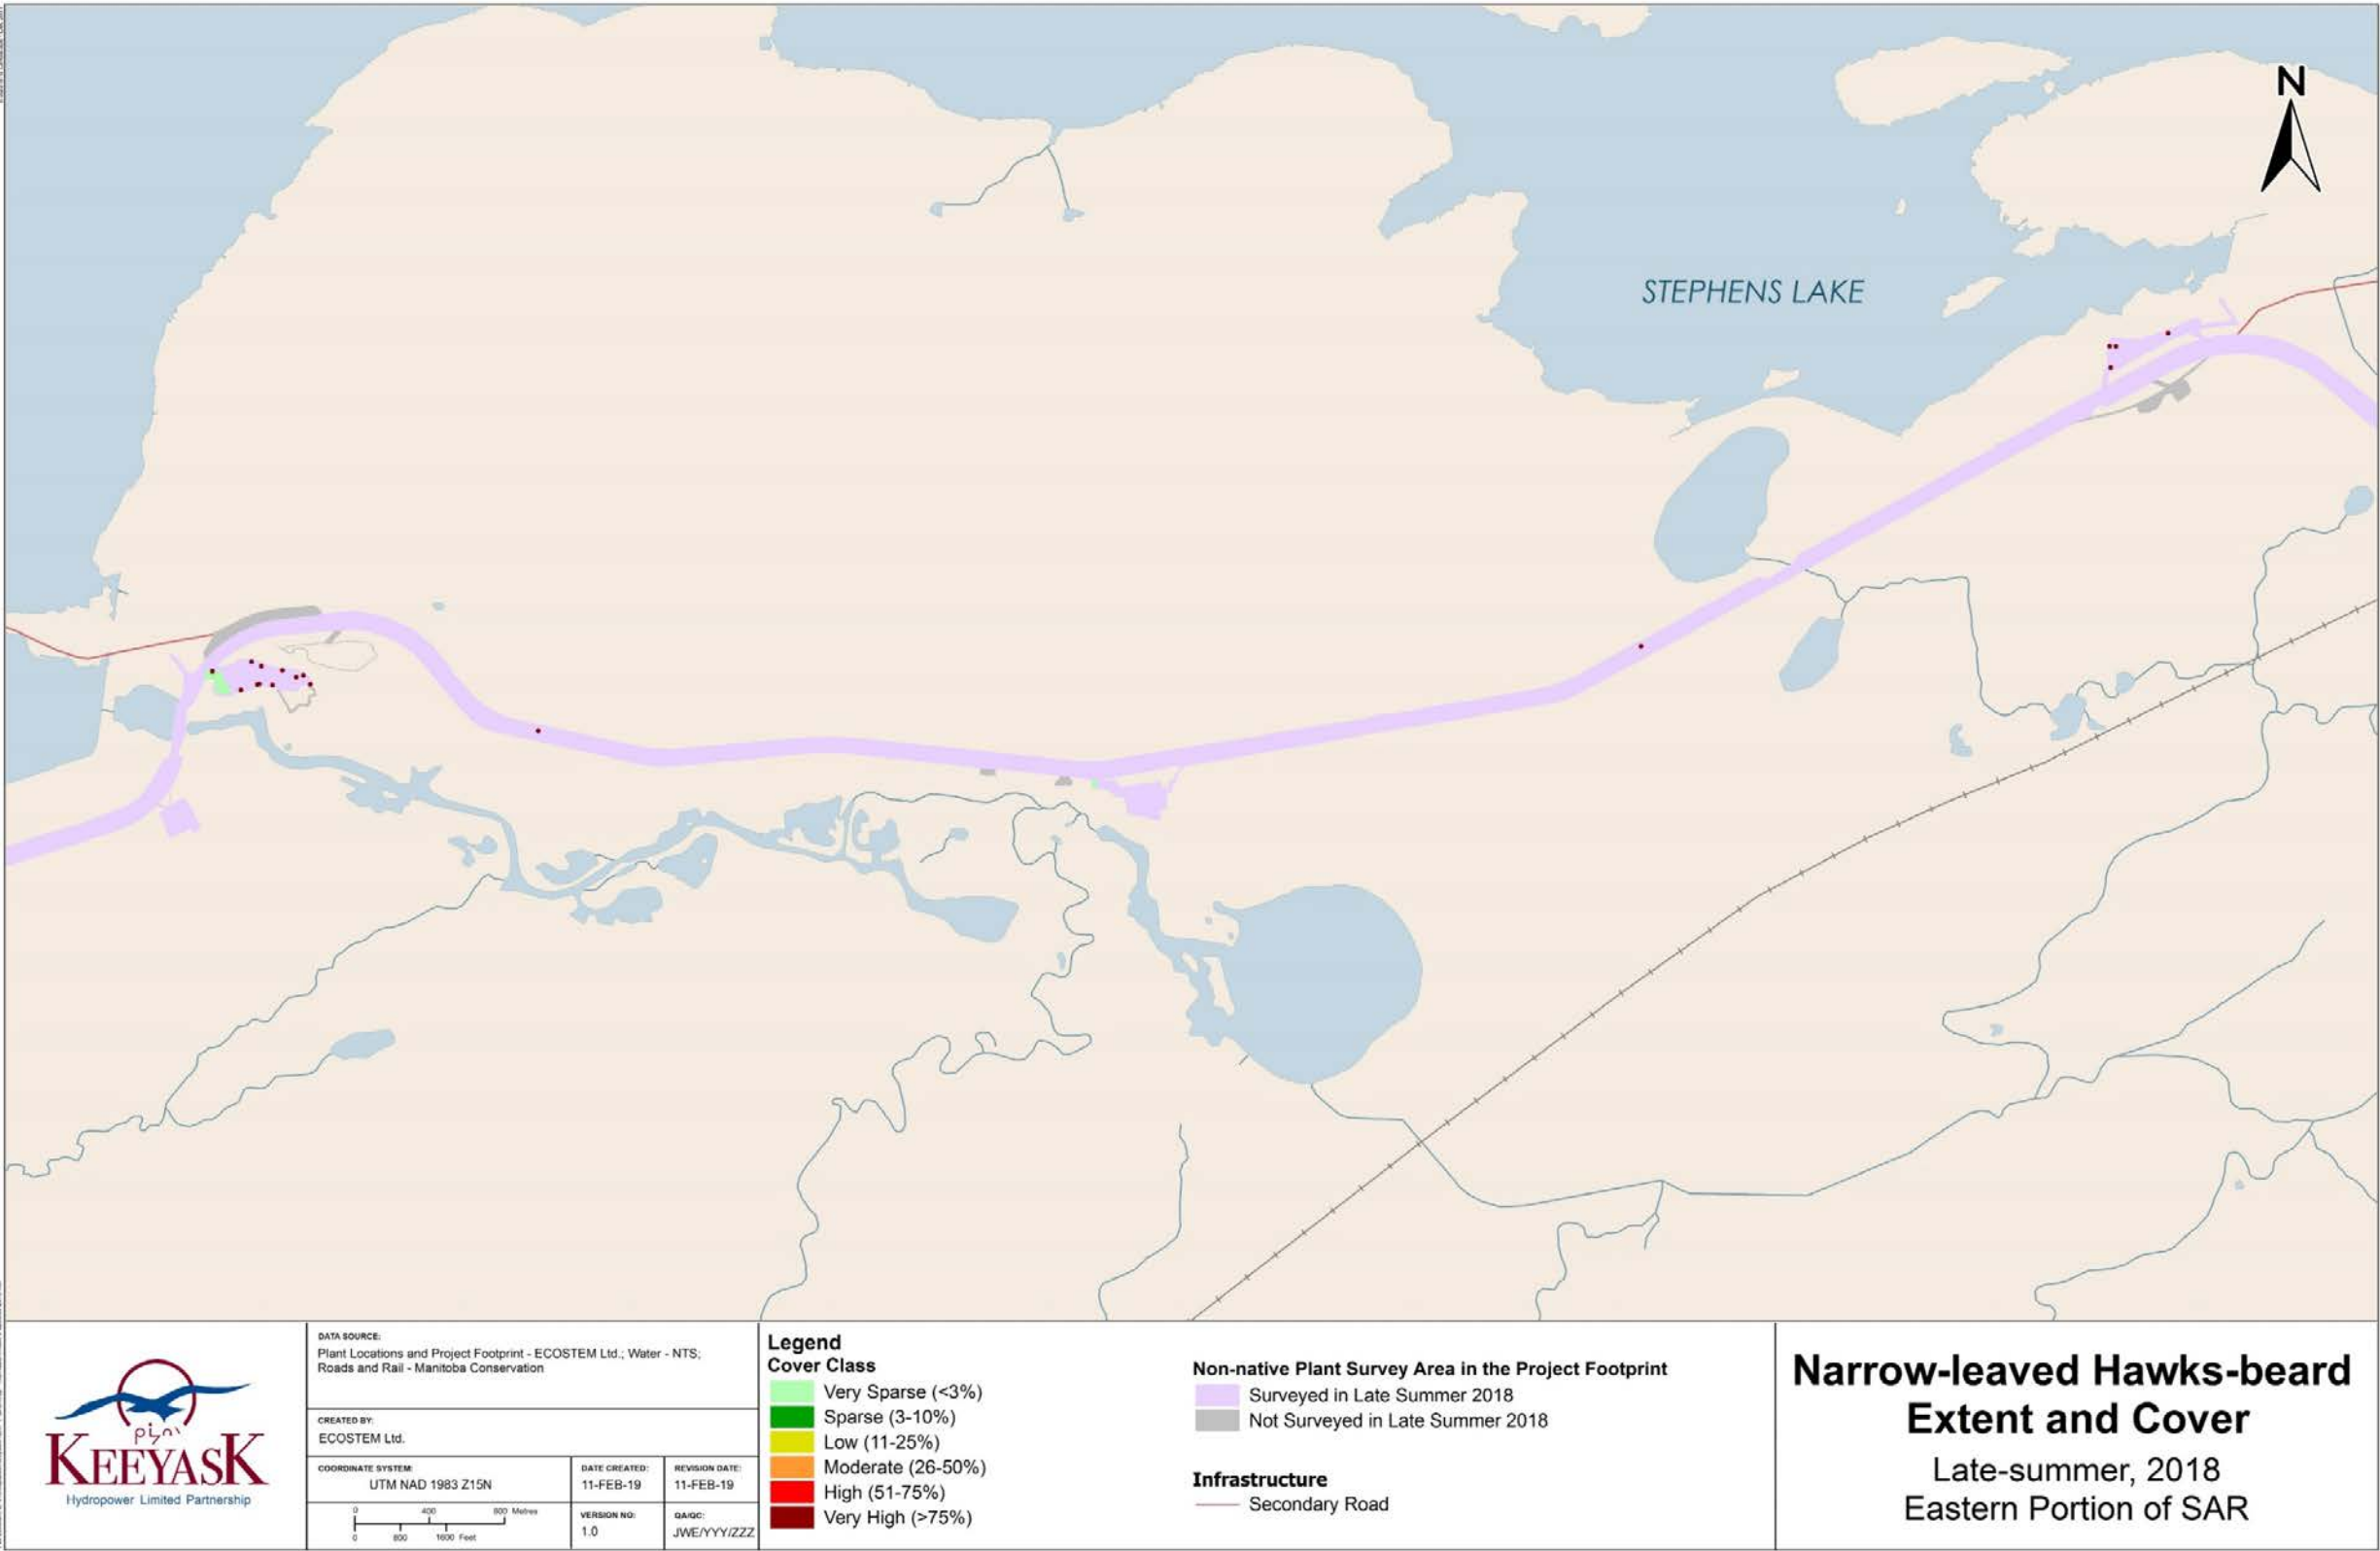 N
STEPHENS LAKE
KEEYASK
Hydropower Limited Partnership
DATA SOURCE:
Plant Locations and Project Footprint - ECOSTEM Ltd.; Water - NTS;
Roads and Rail - Manitoba Conservation
CREATED BY:
ECOSTEM Ltd.
COORDINATE SYSTEM:
UTM NAD 1983 Z15N
DATE CREATED:
11-FEB-19
REVISION DATE:
11-FEB-19
0 400 800 Metres
0 800 1600 Feet
VERSION NO:
1.0
QA/QC:
JWE/YYY/ZZZ
Legend
Cover Class
Very Sparse (<3%)
Sparse (3-10%)
Low (11-25%)
Moderate (26-50%)
High (51-75%)
Very High (>75%)
Non-native Plant Survey Area in the Project Footprint
Surveyed in Late Summer 2018
Not Surveyed in Late Summer 2018
Infrastructure
Secondary Road
Narrow-leaved Hawks-beard
Extent and Cover
Late-summer, 2018
Eastern Portion of SAR